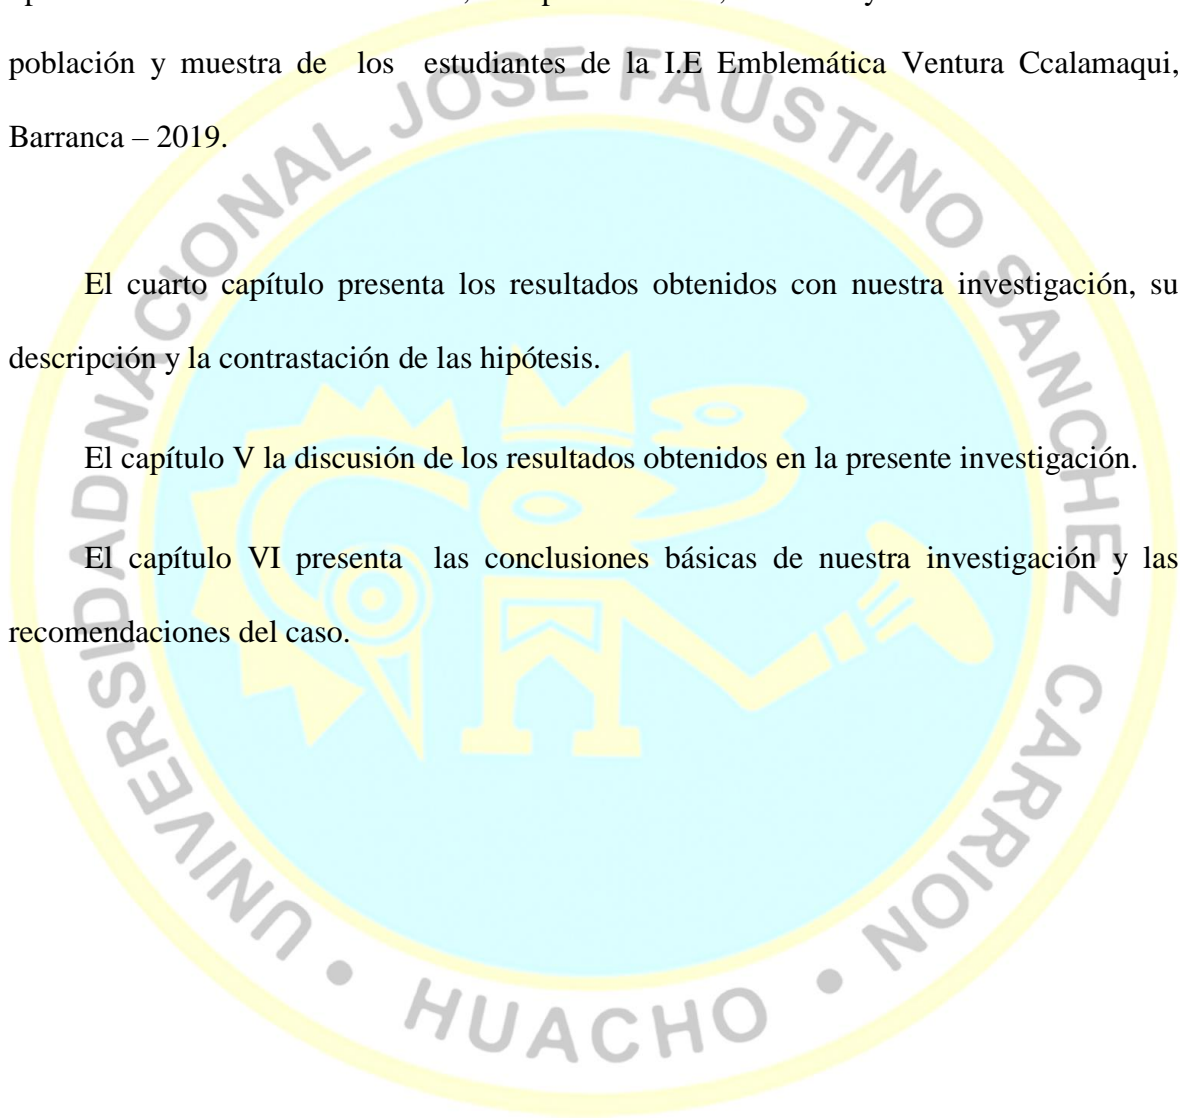 población y muestra de los estudiantes de la I.E Emblemática Ventura Ccalamaqui,
Barranca – 2019.
El cuarto capítulo presenta los resultados obtenidos con nuestra investigación, su
descripción y la contrastación de las hipótesis.
El capítulo V la discusión de los resultados obtenidos en la presente investigación.
El capítulo VI presenta las conclusiones básicas de nuestra investigación y las
recomendaciones del caso.
UNIVERSIDAD NACIONAL JOSE FAUSTINO SANCHEZ CARRION • HUACHO •